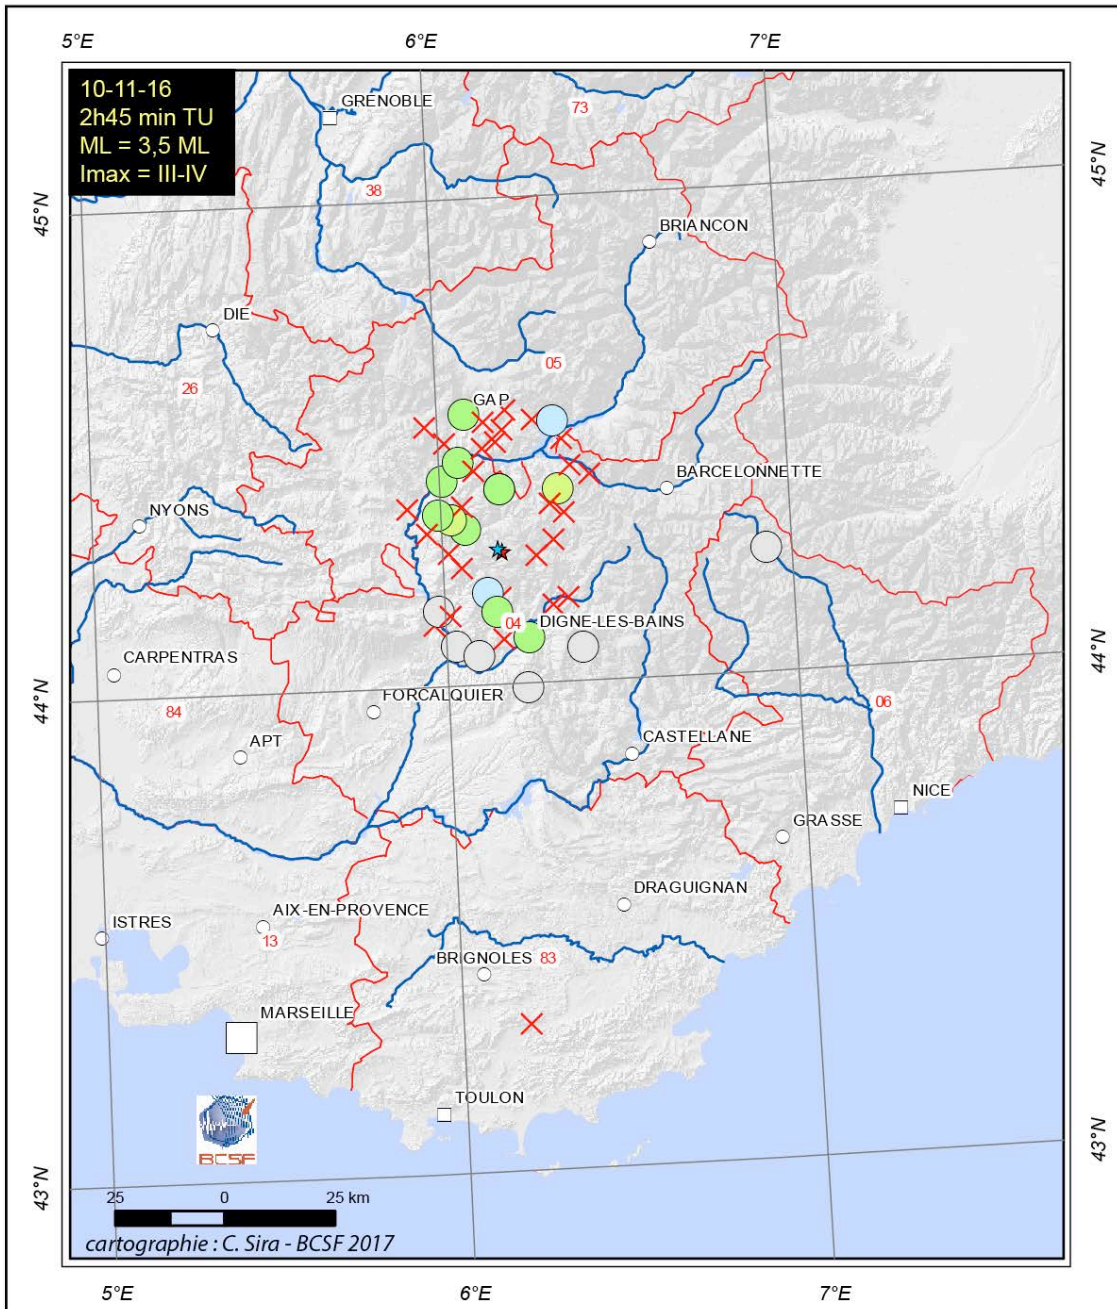 5°E
6°E
7°E
10-11-16
2h45 min TU
ML = 3,5 ML
Imax = III-IV
GRENOBLE
73
45°N
38
45°N
BRIANCON
DIE
05
26
GAP
BARCELONNETTE
NYONS
04
DIGNE-LES-BAINS
CARPENTRAS
44°N
44°N
FORCALQUIER
84
06
APT
CASTELLANE
NICE
GRASSE
DRAGUIGNAN
ISTRES
AIX-EN-PROVENCE
13
BRIGNOLES
83
MARSEILLE
TOULON
BCSF
43°N
43°N
25 0 25 km
cartographie : C. Sira - BCSF 2017
5°E
6°E
7°E